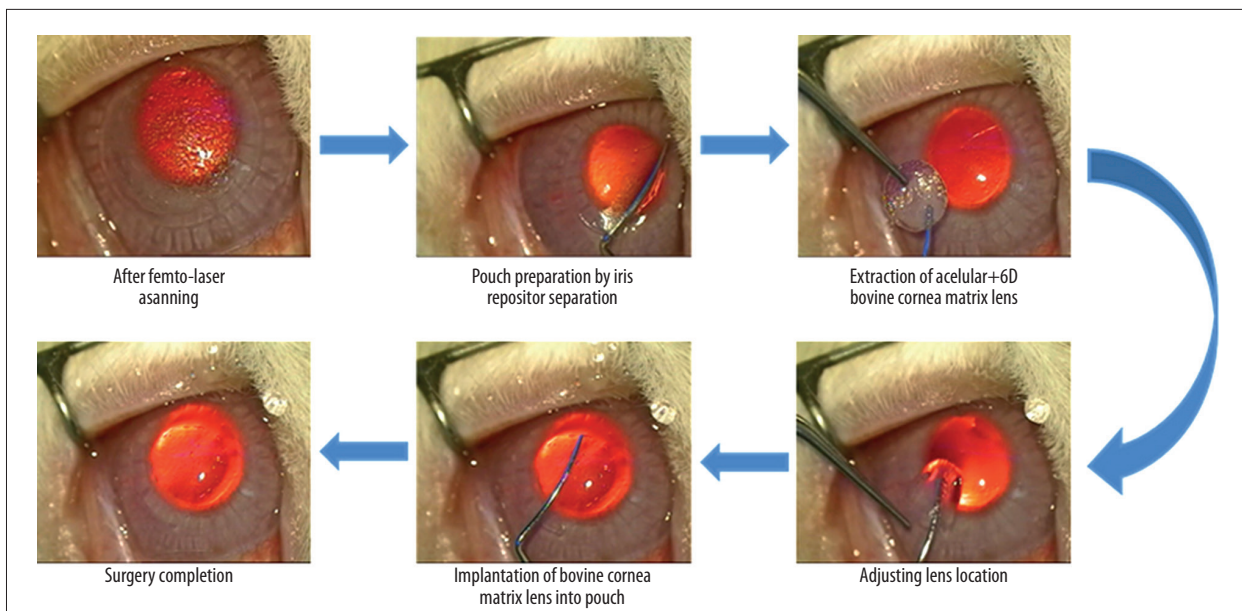 After femto-laser
asanning
Pouch preparation by iris
repositor separation
Extraction of acelular+6D
bovine cornea matrix lens
Adjusting lens location
Implantation of bovine cornea
matrix lens into pouch
Surgery completion